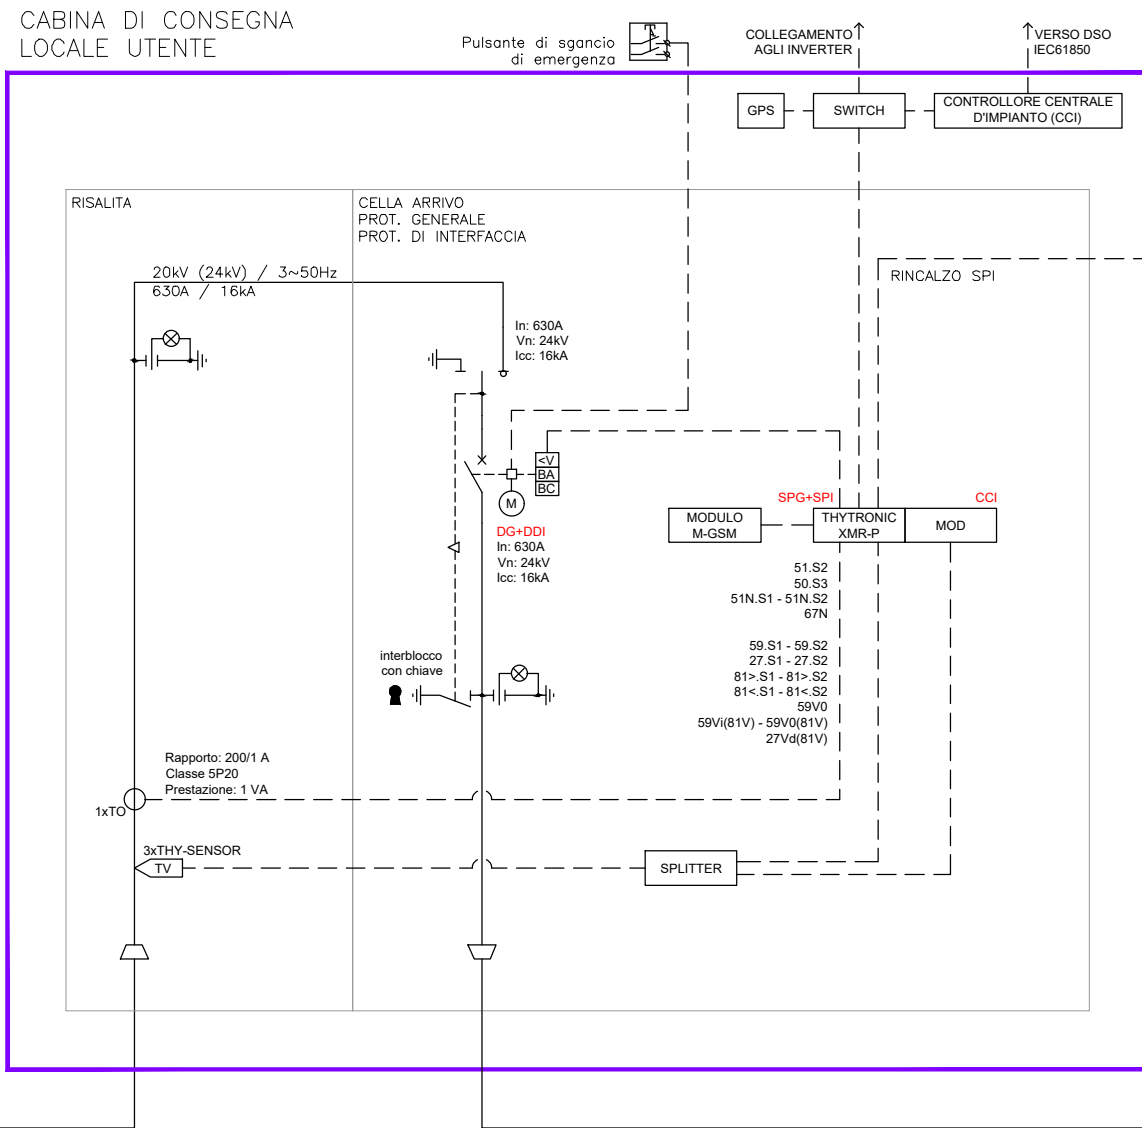 CABINA DI CONSEGNA
LOCALE UTENTE
Pulsante di sgancio
di emergenza
COLLEGAMENTO
AGLI INVERTER
VERSO DSO
IEC61850
GPS
SWITCH
CONTROLLORE CENTRALE
D'IMPIANTO (CCI)
RISALITA
CELLA ARRIVO
PROT. GENERALE
PROT. DI INTERFACCIA
20kV (24kV) / 3~50Hz
630A / 16kA
RINCALZO SPI
In: 630A
Vn: 24kV
Icc: 16kA
<V
BA
BC
M
DG+DDI
In: 630A
Vn: 24kV
Icc: 16kA
SPG+SPI
CCI
MODULO
M-GSM
THYTRONIC
XMR-P
MOD
51.S2
50.S3
51N.S1 - 51N.S2
67N
59.S1 - 59.S2
27.S1 - 27.S2
81>.S1 - 81>.S2
81<.S1 - 81<.S2
59V0
59Vi(81V) - 59V0(81V)
27Vd(81V)
interblocco
con chiave
Rapporto: 200/1 A
Classe 5P20
Prestazione: 1 VA
1xTO
3xTHY-SENSOR
TV
SPLITTER